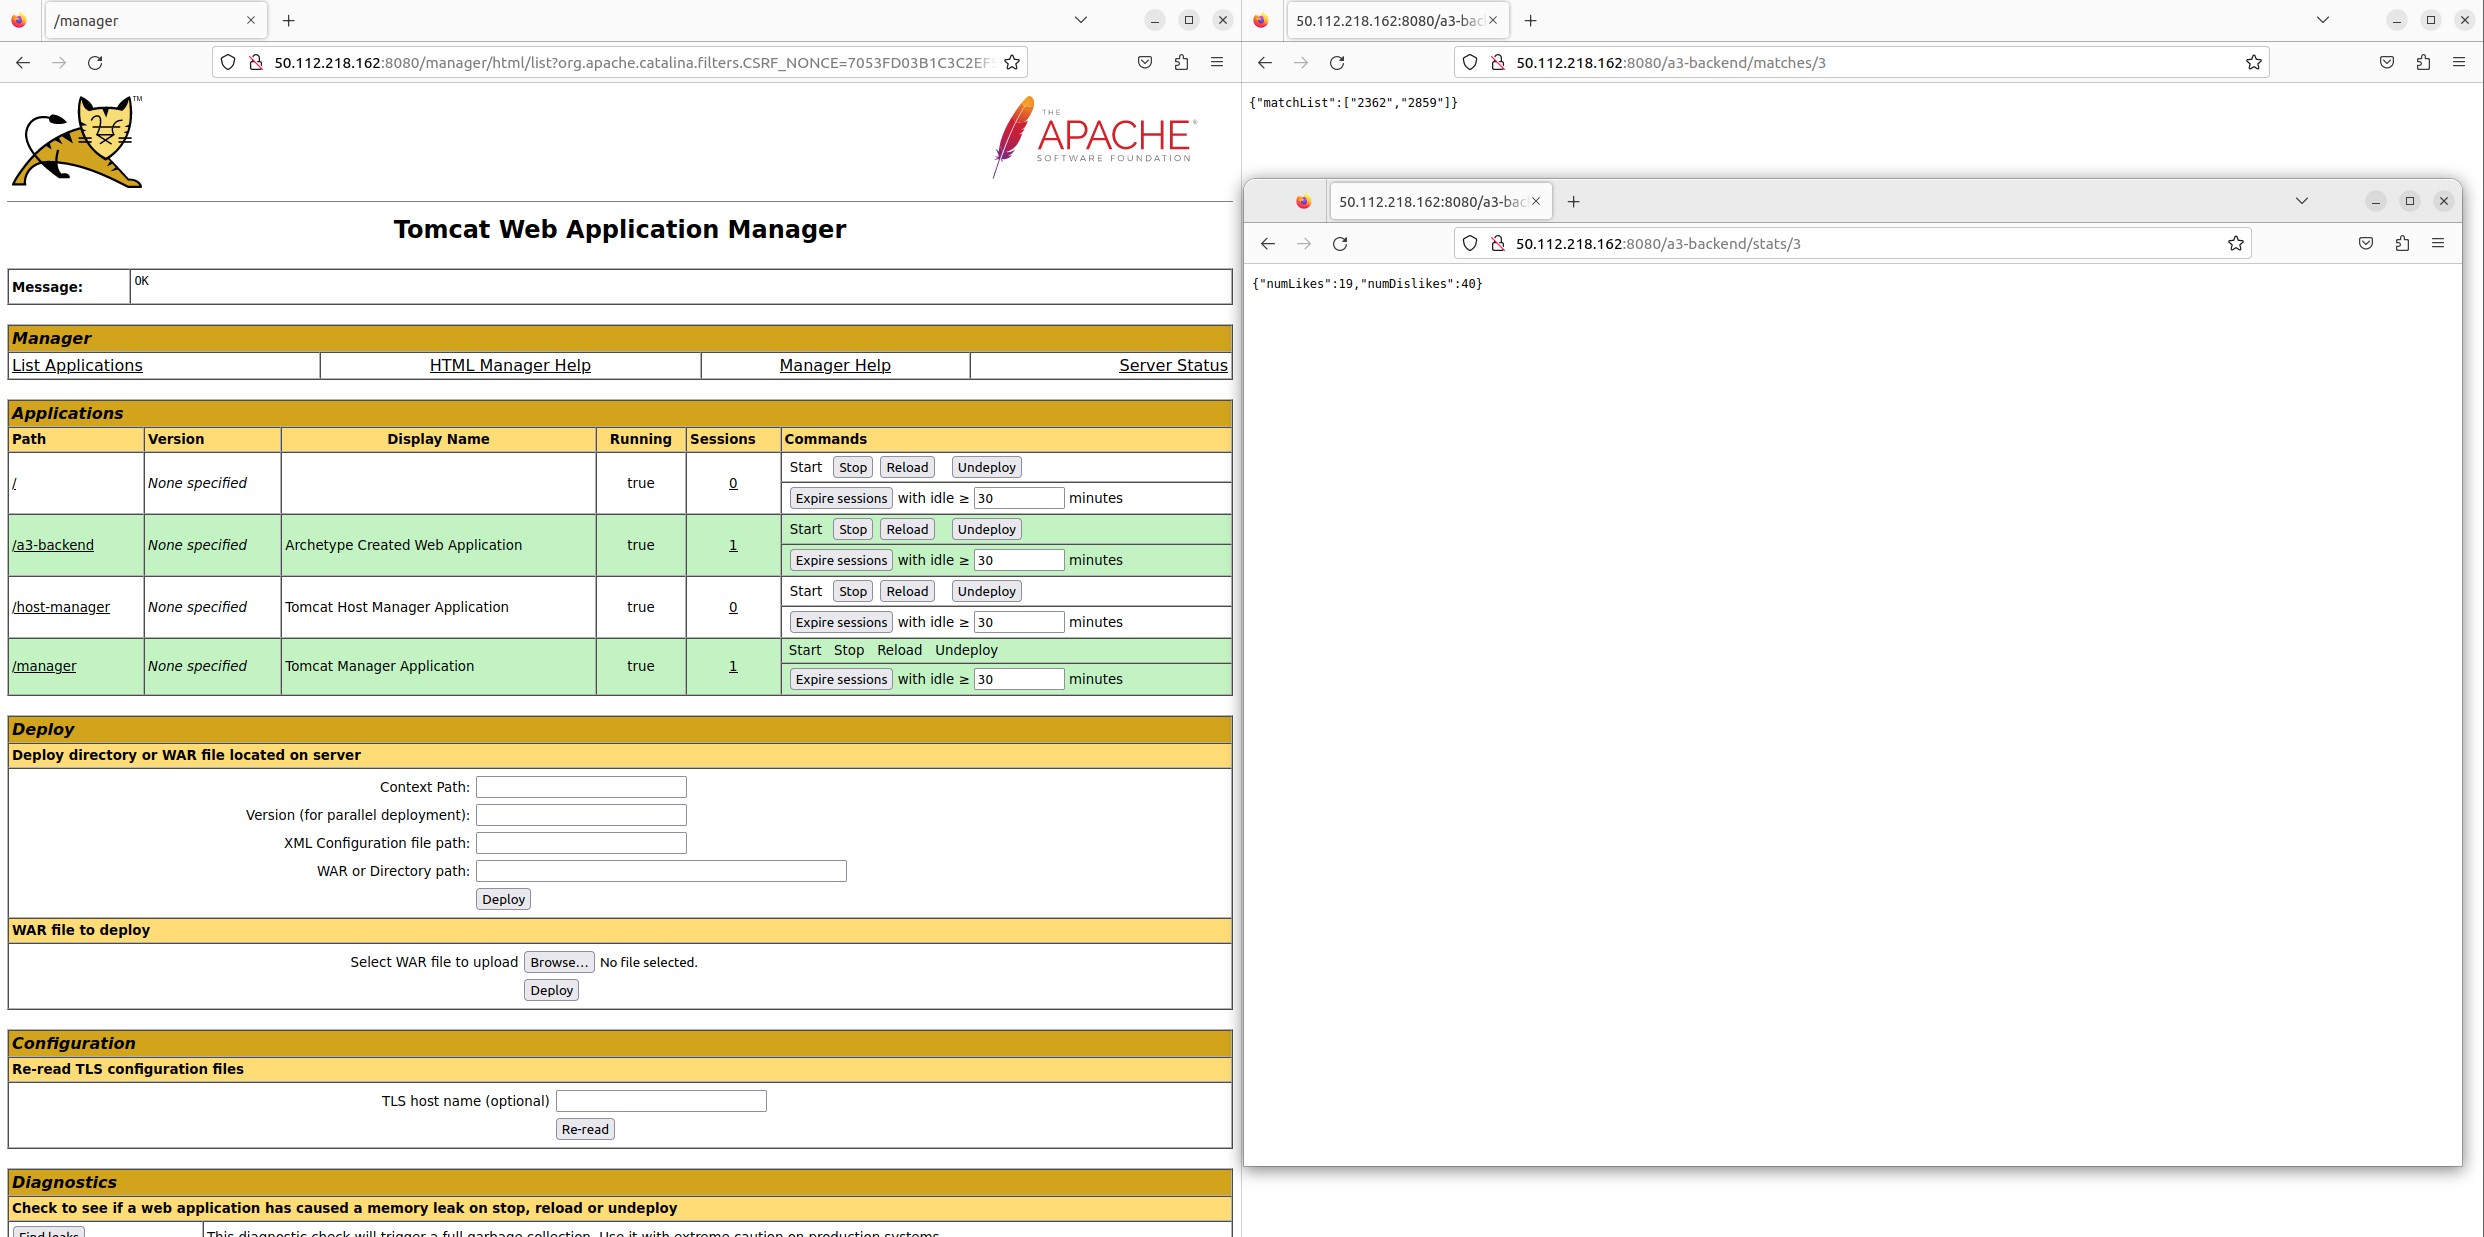 /manager
50.112.218.162:8080/manager/html/list?org.apache.catalina.filters.CSRF_NONCE=7053FD03B1C3C2EF
TM
THE
APACHE®
SOFTWARE FOUNDATION
Tomcat Web Application Manager
Message: OK
Manager
List Applications HTML Manager Help Manager Help Server Status
Applications
Path Version Display Name Running Sessions Commands
/ None specified true 0 Start Stop Reload Undeploy
Expire sessions with idle ≥ 30 minutes
/a3-backend None specified Archetype Created Web Application true 1 Start Stop Reload Undeploy
Expire sessions with idle ≥ 30 minutes
/host-manager None specified Tomcat Host Manager Application true 0 Start Stop Reload Undeploy
Expire sessions with idle ≥ 30 minutes
/manager None specified Tomcat Manager Application true 1 Start Stop Reload Undeploy
Expire sessions with idle ≥ 30 minutes
Deploy
Deploy directory or WAR file located on server
Context Path:
Version (for parallel deployment):
XML Configuration file path:
WAR or Directory path:
Deploy
WAR file to deploy
Select WAR file to upload Browse... No file selected.
Deploy
Configuration
Re-read TLS configuration files
TLS host name (optional)
Re-read
Diagnostics
Check to see if a web application has caused a memory leak on stop, reload or undeploy
Find leaks This diagnostic check will trigger a full garbage collection. Use it with extreme caution on production systems.
50.112.218.162:8080/a3-bac
50.112.218.162:8080/a3-backend/matches/3
{"matchList":["2362","2859"]}
50.112.218.162:8080/a3-bac
50.112.218.162:8080/a3-backend/stats/3
{"numLikes":19,"numDislikes":40}